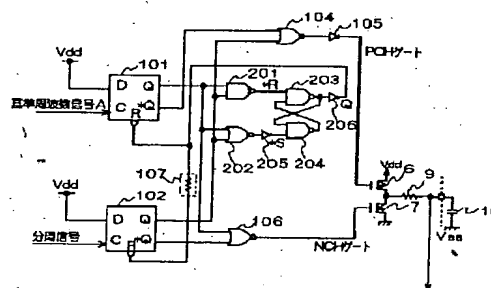 104
105
Vdd
101
D Q
C *Q
R
基準周波数信号A
201
*R
203
PCHゲート
Q
206
202
205
*S
204
107
Vdd
6
9
7
Vss
Vdd
102
D Q
C *Q
R
分周信号
106
NCHゲート